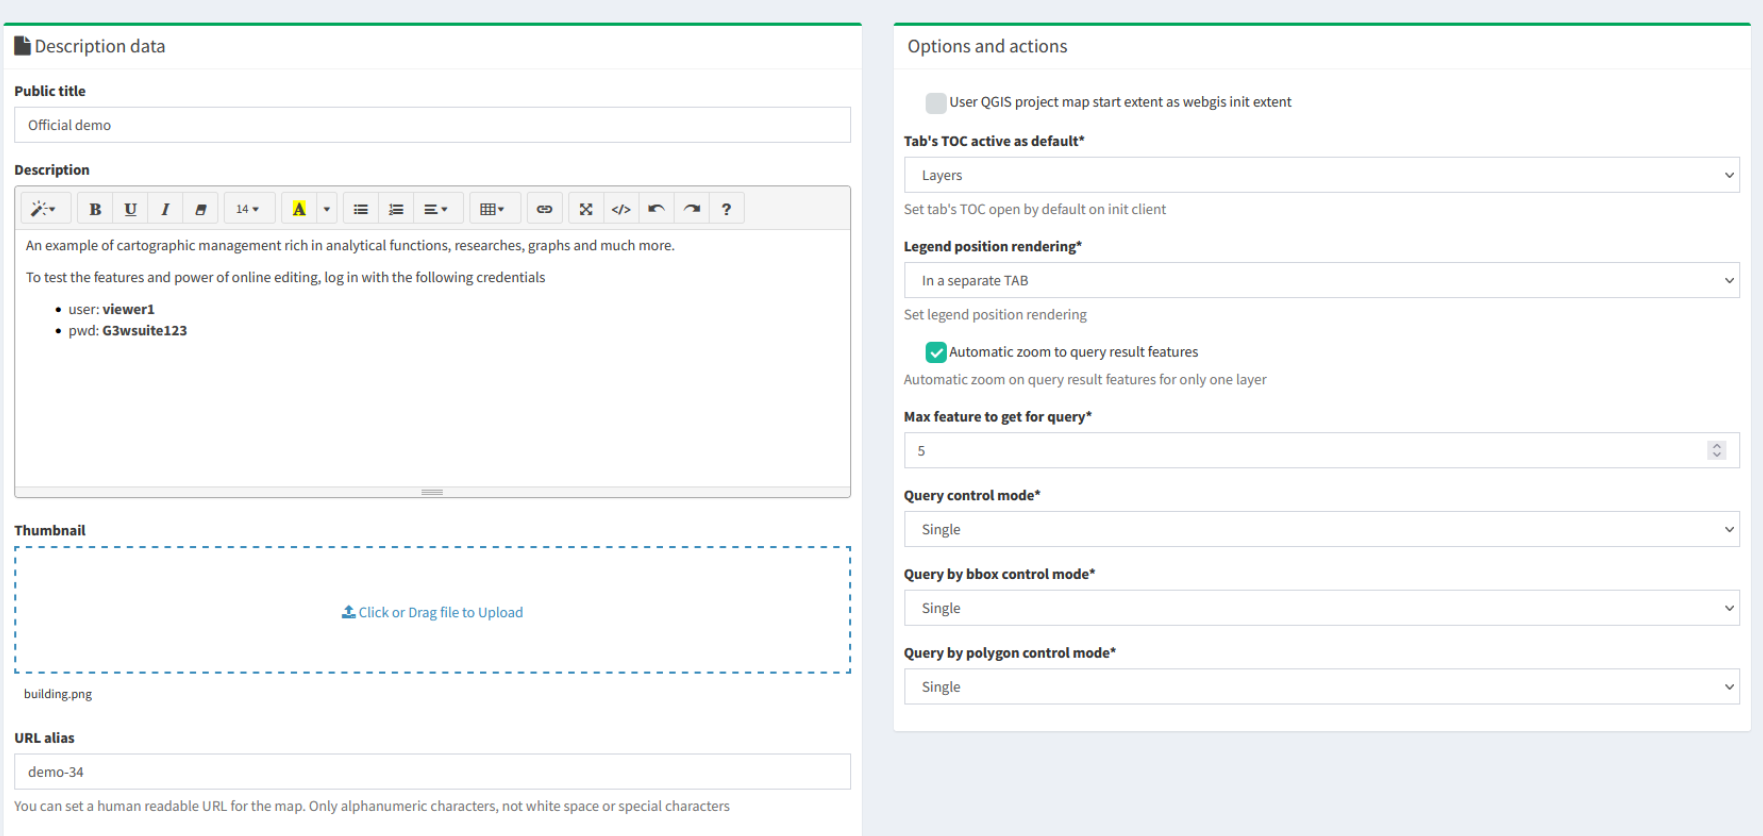 Description data
Public title
Official demo
Description
B U I 14 A </> ?
An example of cartographic management rich in analytical functions, researches, graphs and much more.
To test the features and power of online editing, log in with the following credentials
• user: viewer1
• pwd: G3wsuite123
Thumbnail
Click or Drag file to Upload
building.png
URL alias
demo-34
You can set a human readable URL for the map. Only alphanumeric characters, not white space or special characters
Options and actions
User QGIS project map start extent as webgis init extent
Tab's TOC active as default*
Layers
Set tab's TOC open by default on init client
Legend position rendering*
In a separate TAB
Set legend position rendering
Automatic zoom to query result features
Automatic zoom on query result features for only one layer
Max feature to get for query*
5
Query control mode*
Single
Query by bbox control mode*
Single
Query by polygon control mode*
Single